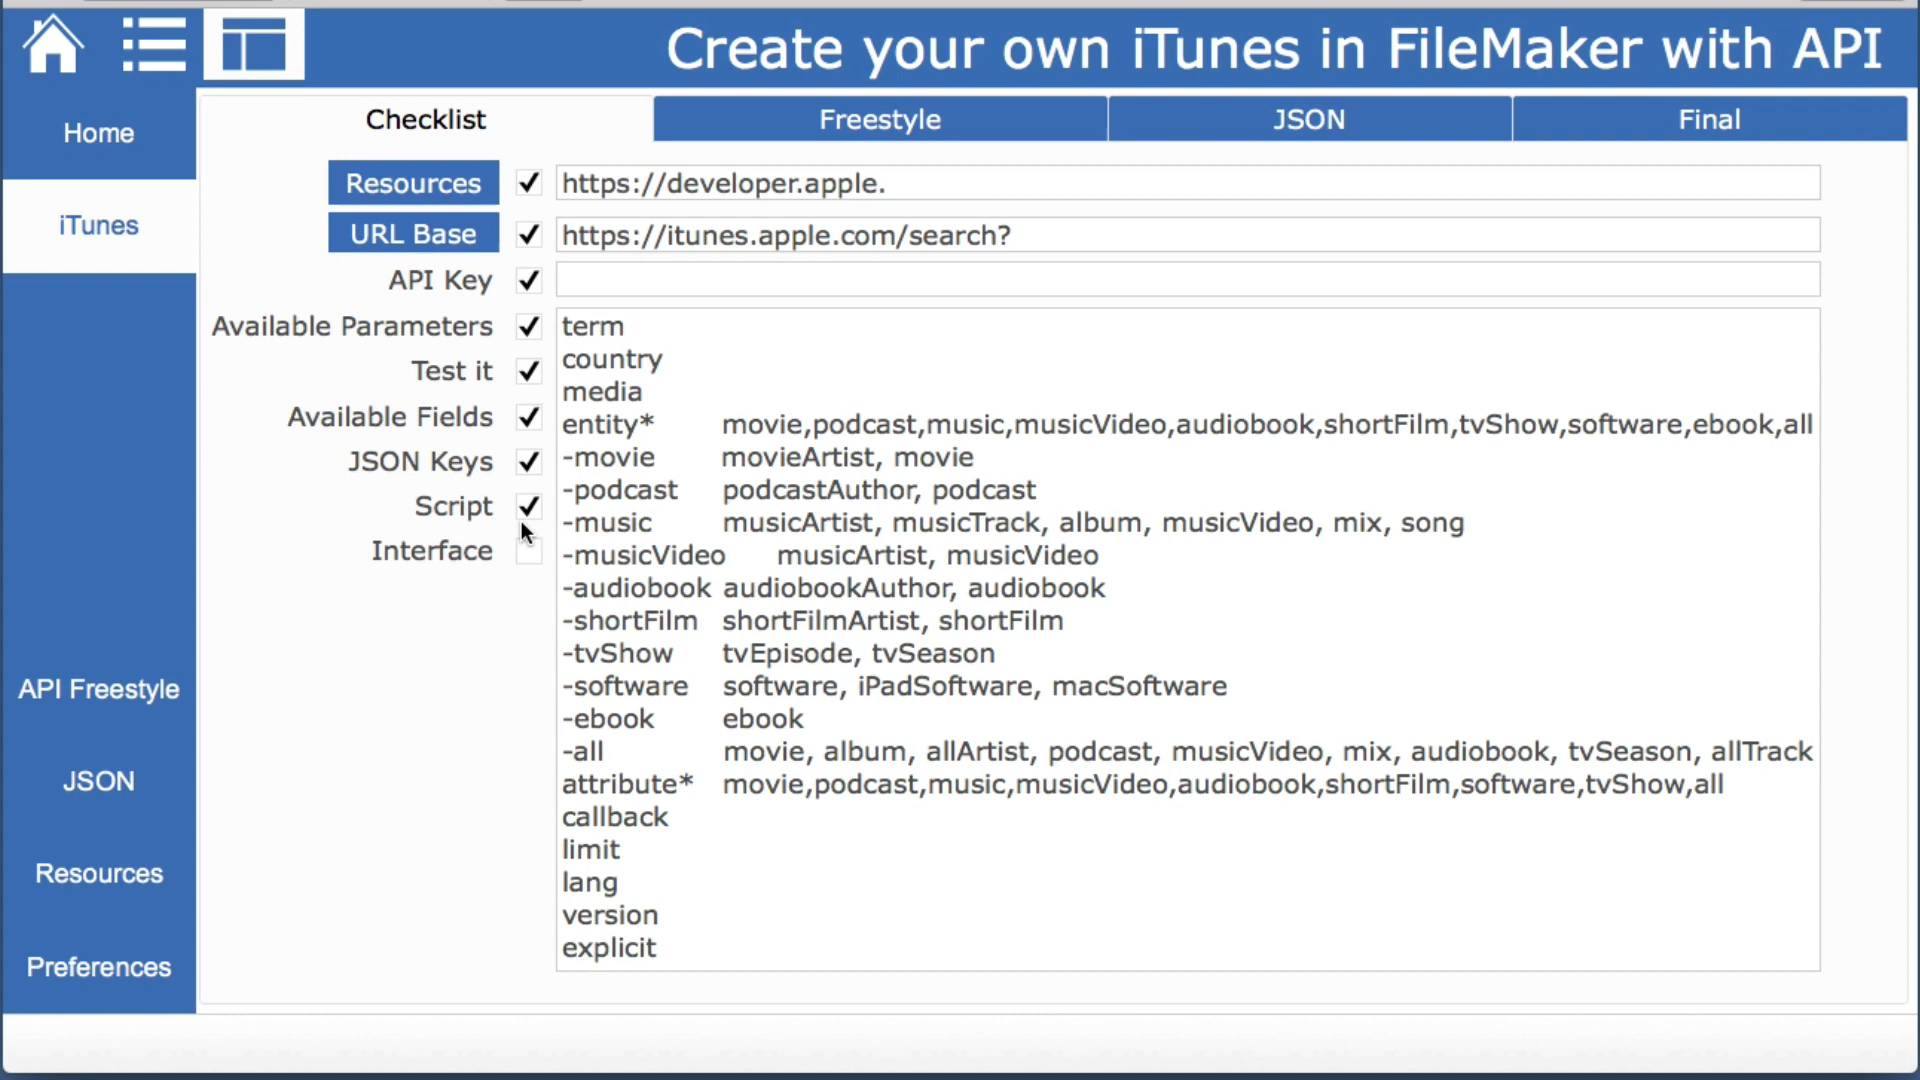 Create your own iTunes in FileMaker with API
Home
iTunes
API Freestyle
JSON
Resources
Preferences
Checklist
Freestyle
JSON
Final
Resources https://developer.apple.
URL Base https://itunes.apple.com/search?
API Key
Available Parameters
Test it
Available Fields
JSON Keys
Script
Interface
term
country
media
entity* movie,podcast,music,musicVideo,audiobook,shortFilm,tvShow,software,ebook,all
-movie movieArtist, movie
-podcast podcastAuthor, podcast
-music musicArtist, musicTrack, album, musicVideo, mix, song
-musicVideo musicArtist, musicVideo
-audiobook audiobookAuthor, audiobook
-shortFilm shortFilmArtist, shortFilm
-tvShow tvEpisode, tvSeason
-software software, iPadSoftware, macSoftware
-ebook ebook
-all movie, album, allArtist, podcast, musicVideo, mix, audiobook, tvSeason, allTrack
attribute* movie,podcast,music,musicVideo,audiobook,shortFilm,software,tvShow,all
callback
limit
lang
version
explicit